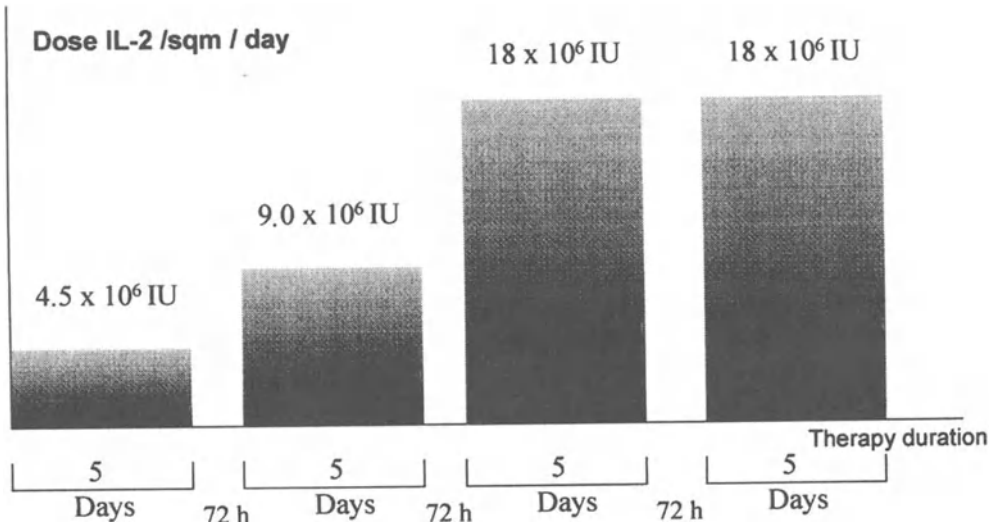 Dose IL-2 /sqm / day
18 x 10⁶ IU
18 x 10⁶ IU
9.0 x 10⁶ IU
4.5 x 10⁶ IU
Therapy duration
5
5
5
5
Days
Days
Days
Days
72 h
72 h
72 h